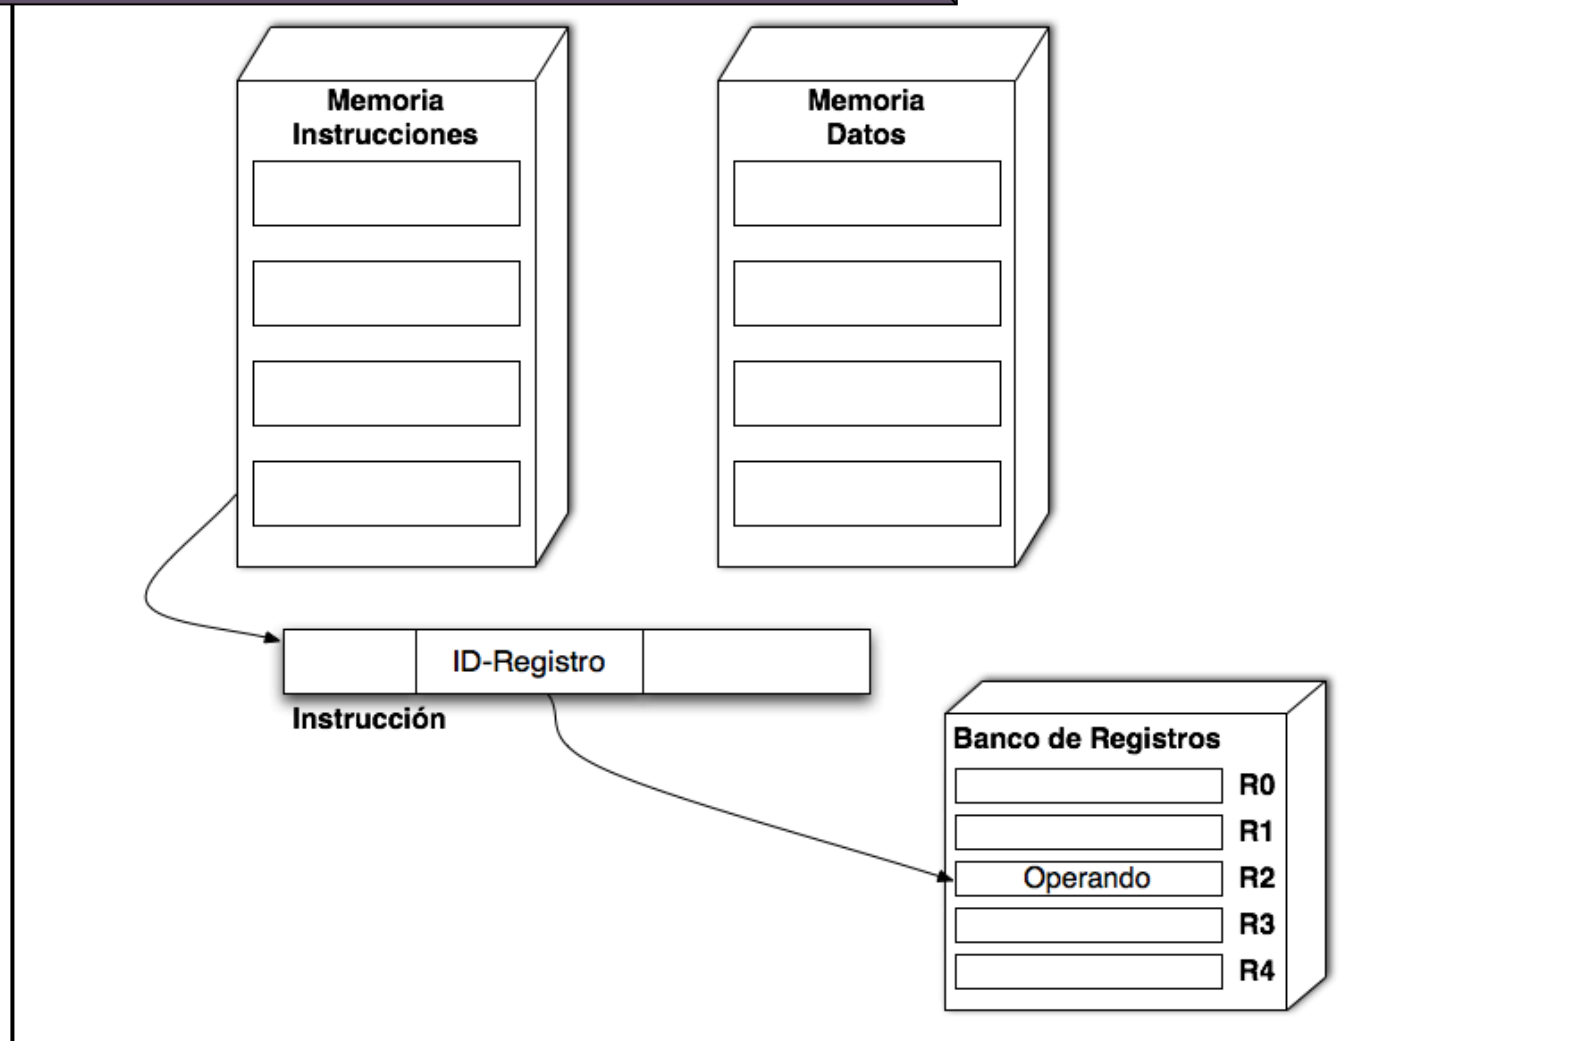 Memoria
Instrucciones
Memoria
Datos
ID-Registro
Instrucción
Banco de Registros
R0
R1
Operando R2
R3
R4